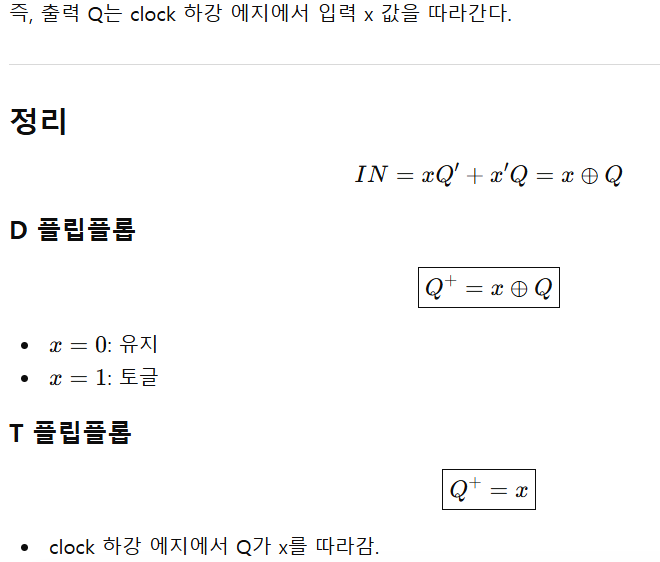 즉, 출력 Q는 clock 하강 에지에서 입력 x 값을 따라간다.
정리
IN = xQ′ + x′Q = x ⊕ Q
D 플립플롭
Q⁺ = x ⊕ Q
• x = 0: 유지
• x = 1: 토글
T 플립플롭
Q⁺ = x
• clock 하강 에지에서 Q가 x를 따라감.